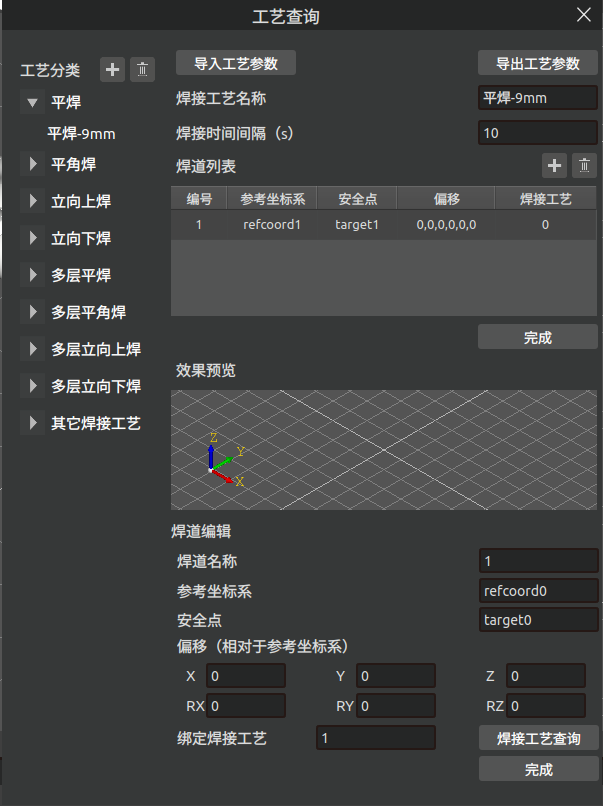 工艺查询
工艺分类
导入工艺参数
导出工艺参数
平焊
焊接工艺名称
平焊-9mm
平焊-9mm
焊接时间间隔（s）
10
平角焊
焊道列表
立向上焊
编号 参考坐标系 安全点 偏移 焊接工艺
1 refcoord1 target1 0,0,0,0,0,0 0
立向下焊
多层平焊
多层平角焊
多层立向上焊
多层立向下焊
其它焊接工艺
完成
效果预览
Z
Y
X
焊道编辑
焊道名称 1
参考坐标系 refcoord0
安全点 target0
偏移（相对于参考坐标系）
X 0 Y 0 Z 0
RX 0 RY 0 RZ 0
绑定焊接工艺 1 焊接工艺查询
完成